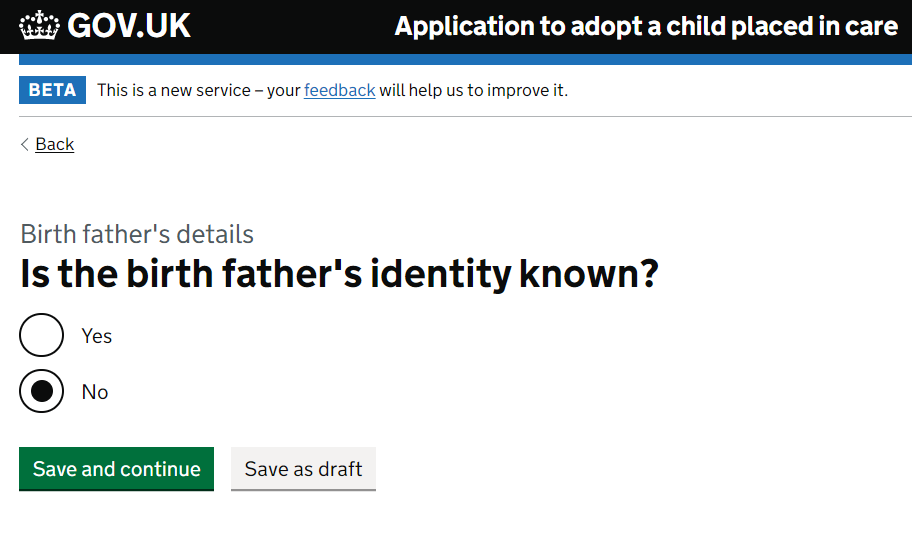 GOV.UK
Application to adopt a child placed in care
BETA This is a new service – your feedback will help us to improve it.
Back
Birth father's details
Is the birth father's identity known?
Yes
No
Save and continue Save as draft